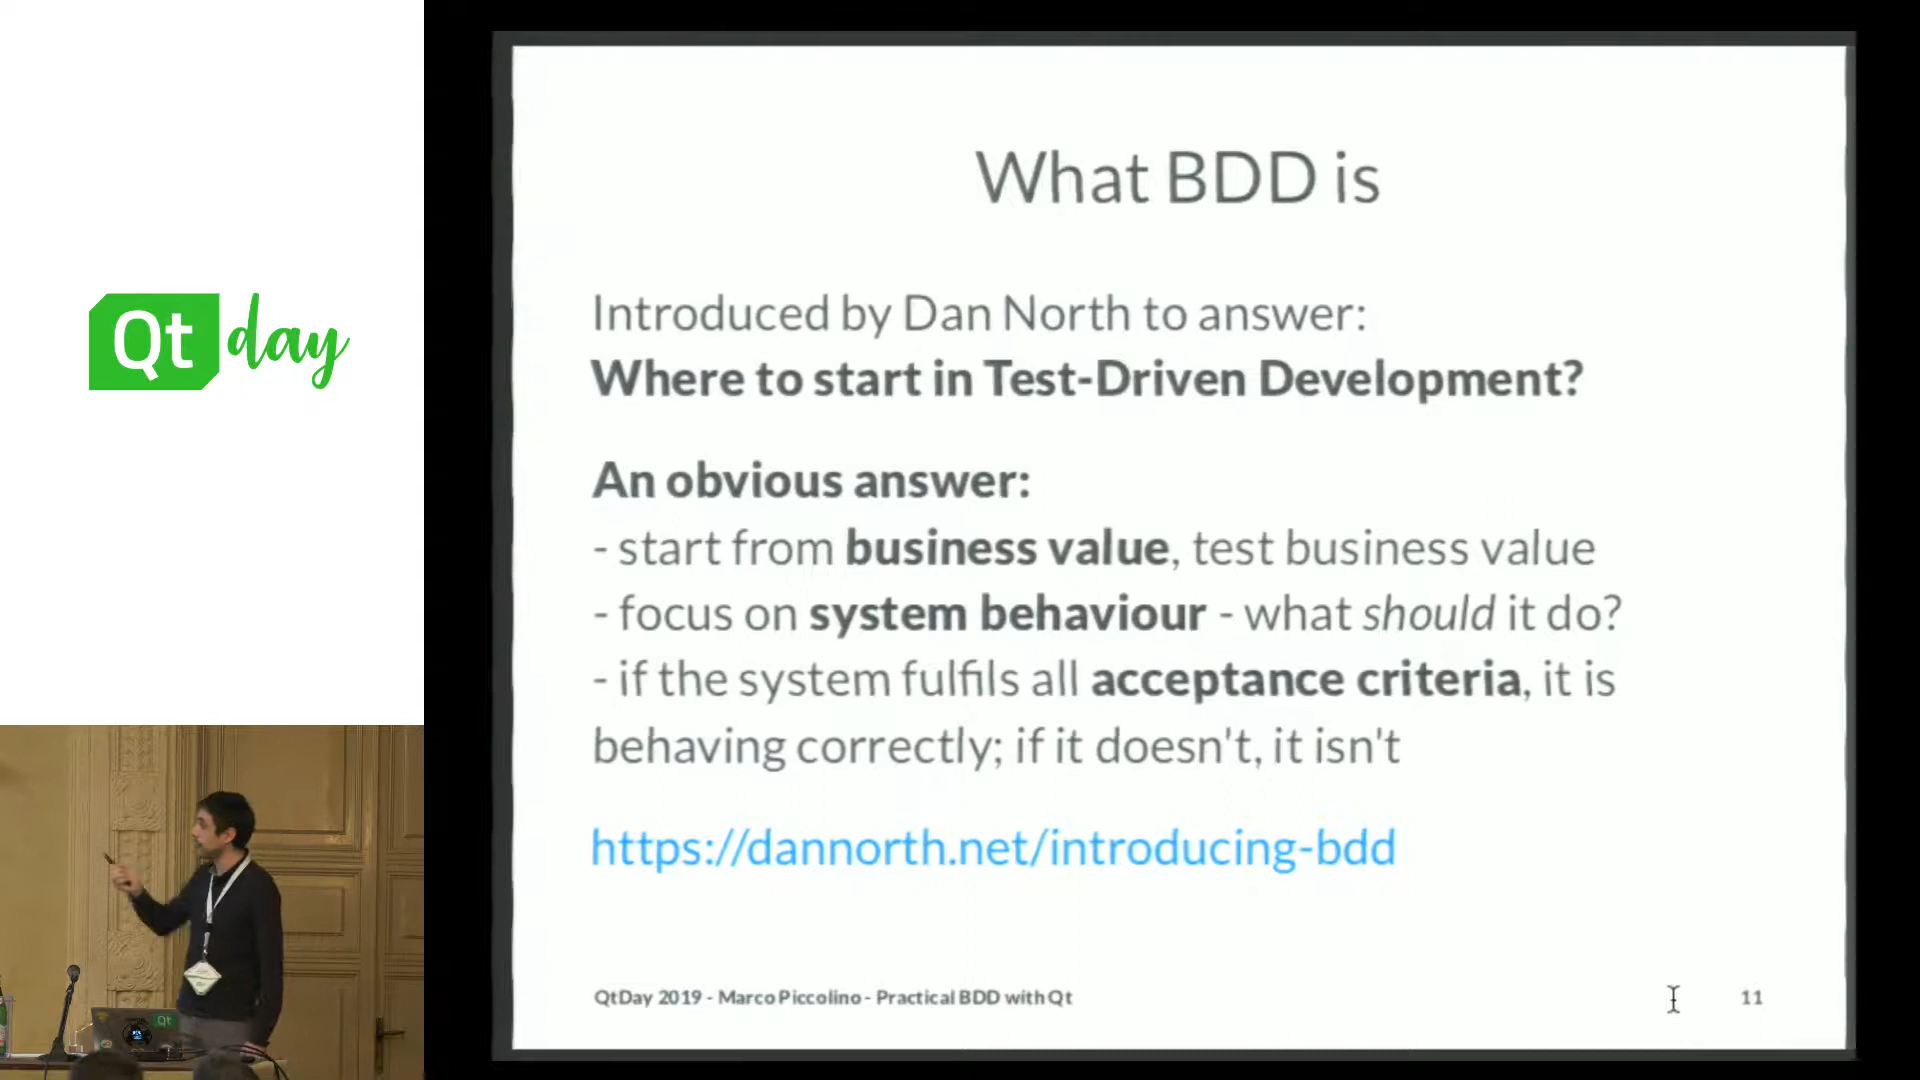 Qt day
What BDD is
Introduced by Dan North to answer:
Where to start in Test-Driven Development?
An obvious answer:
- start from business value, test business value
- focus on system behaviour - what should it do?
- if the system fulfils all acceptance criteria, it is
behaving correctly; if it doesn't, it isn't
https://dannorth.net/introducing-bdd
QtDay 2019 - Marco Piccolino - Practical BDD with Qt
11
Qt